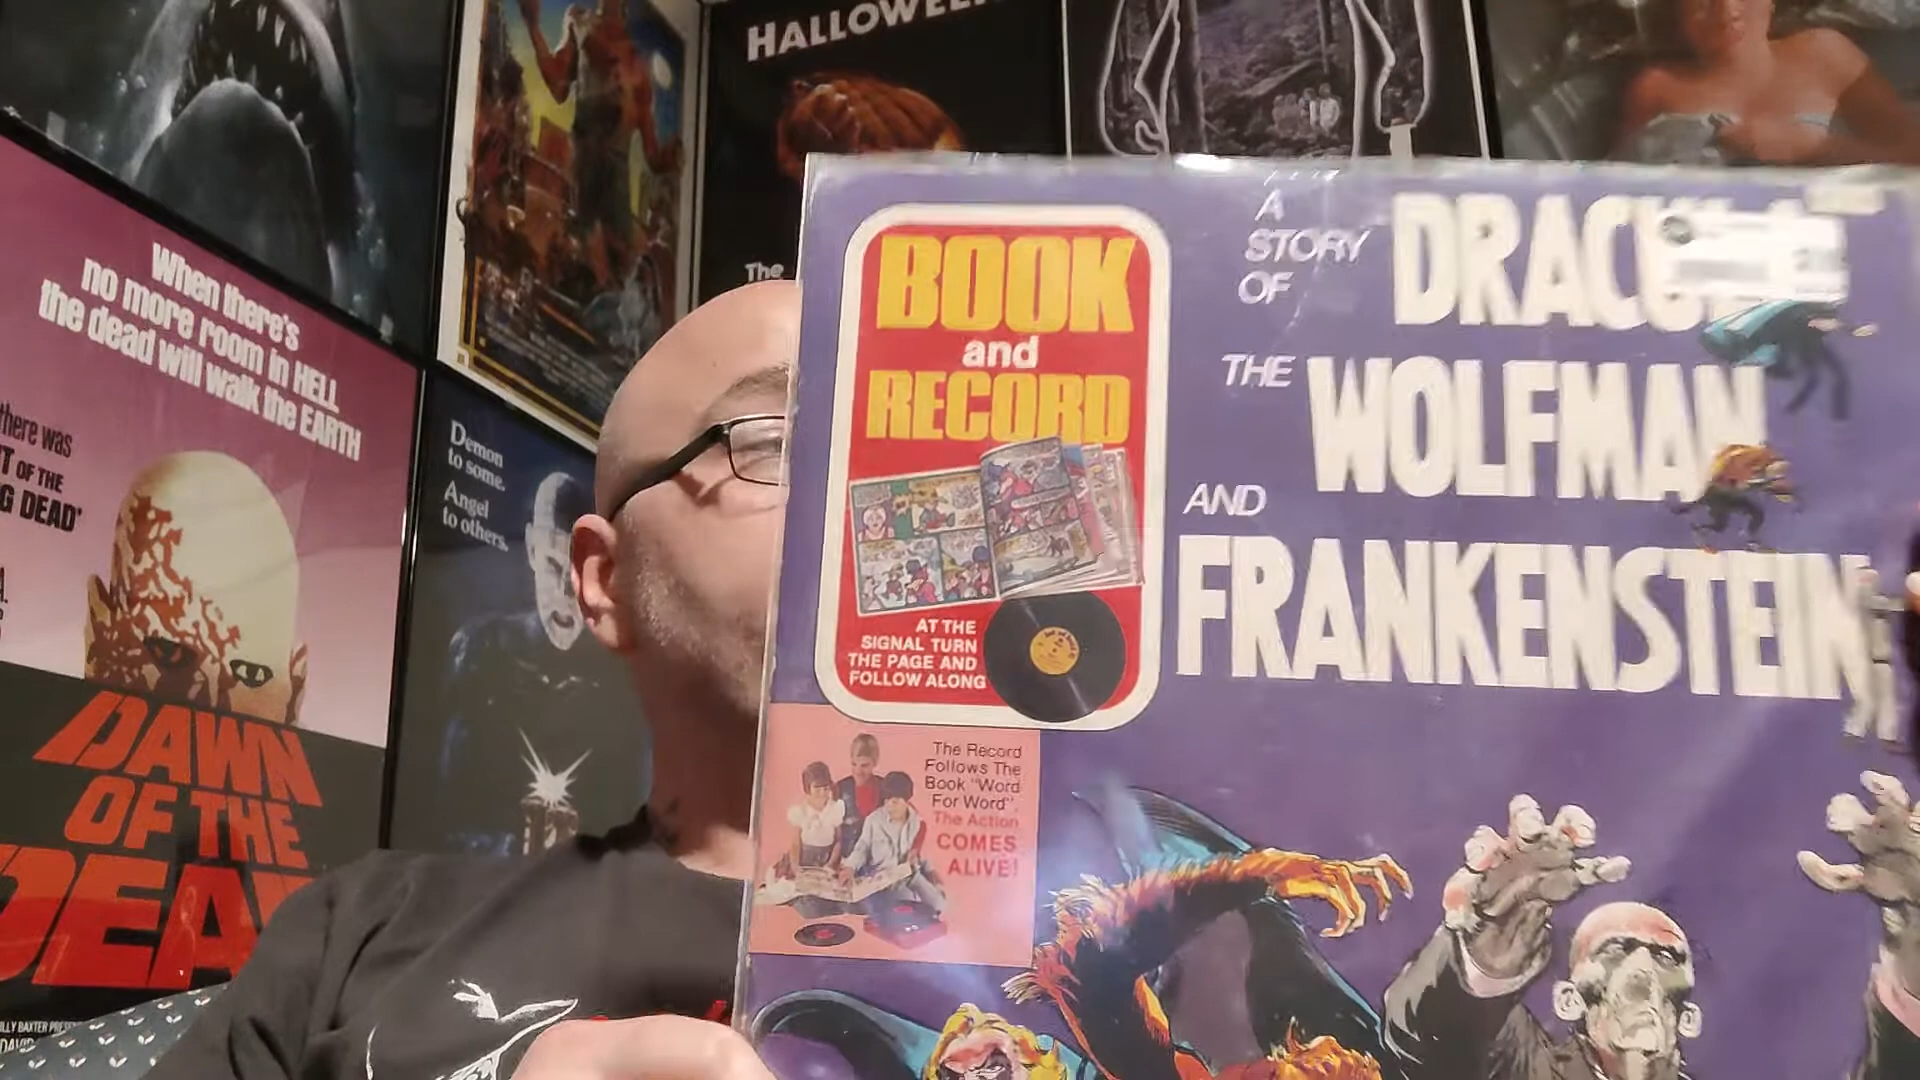 HALLOWEEN
The
When there's
no more room in HELL
the dead will walk the EARTH
there was
OF THE
DEAD'
DAWN
OF THE
DEAD
Demon
to some.
Angel
to others.
BOOK
and
RECORD
AT THE
SIGNAL TURN
THE PAGE AND
FOLLOW ALONG
The Record
Follows The
Book "Word
For Word".
The Action
COMES
ALIVE!
A
STORY
OF
DRACULA
THE
WOLFMAN
AND
FRANKENSTEIN